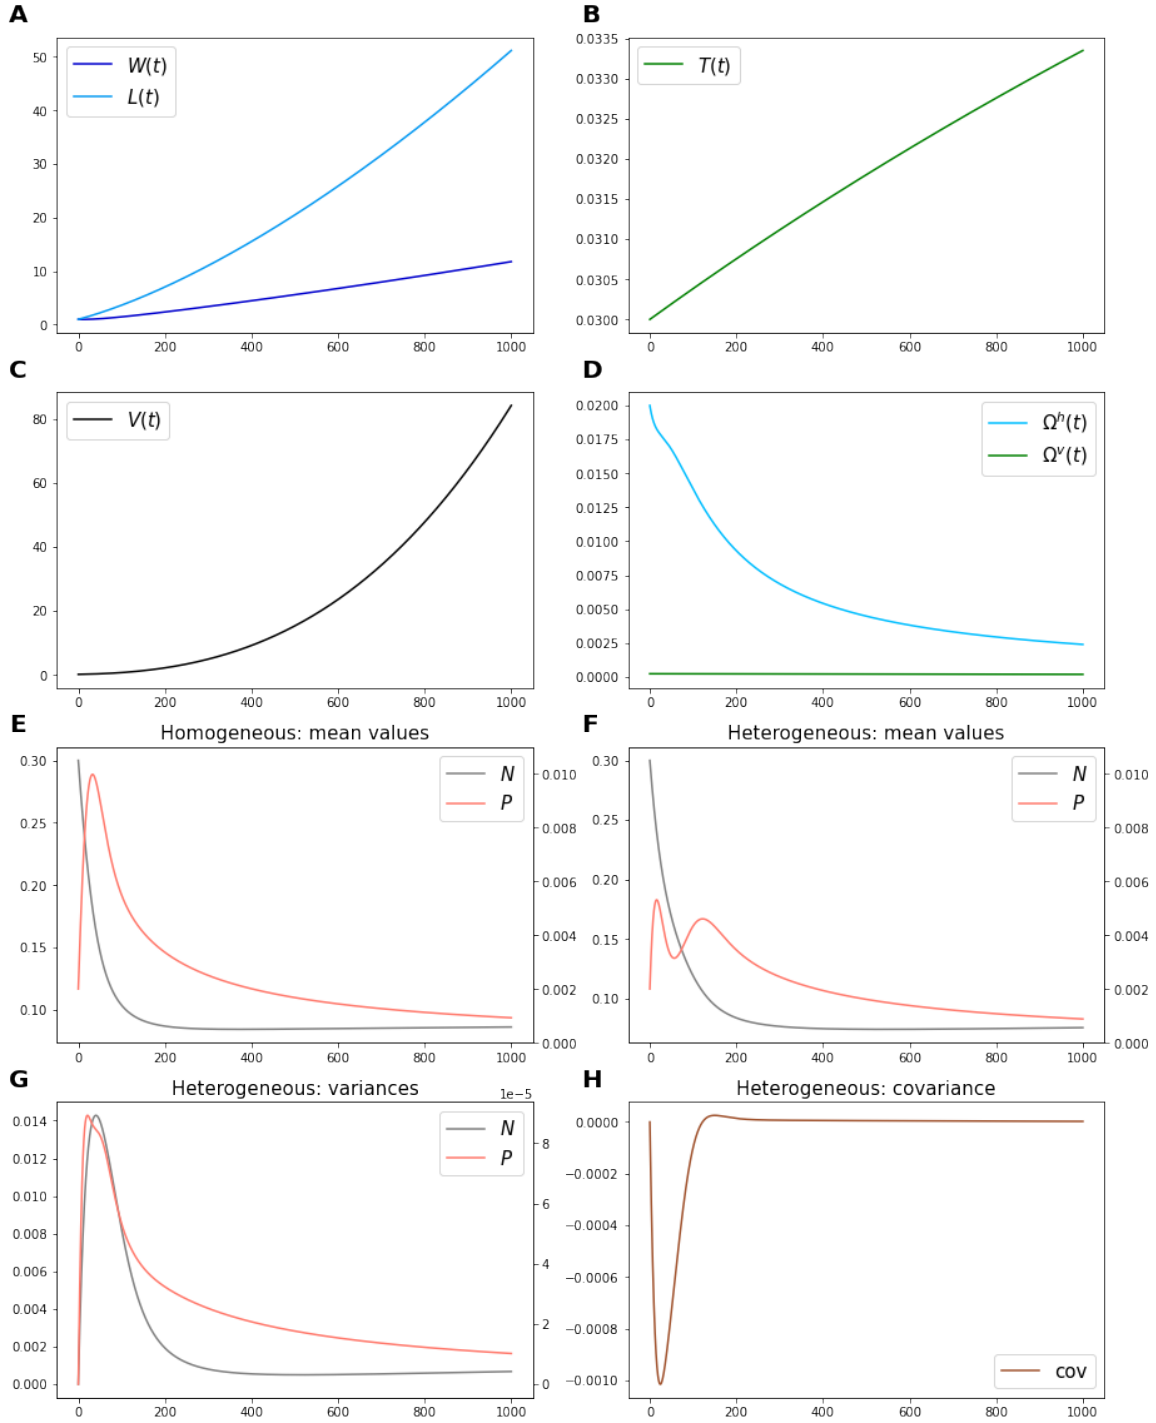 A
B
W(t)
L(t)
50
40
30
20
10
0
0 200 400 600 800 1000
T(t)
0.0335
0.0330
0.0325
0.0320
0.0315
0.0310
0.0305
0.0300
0 200 400 600 800 1000
C
D
V(t)
80
60
40
20
0
0 200 400 600 800 1000
Ωʰ(t)
Ωᵛ(t)
0.0200
0.0175
0.0150
0.0125
0.0100
0.0075
0.0050
0.0025
0.0000
0 200 400 600 800 1000
E
Homogeneous: mean values
N
P
0.30
0.25
0.20
0.15
0.10
0.010
0.008
0.006
0.004
0.002
0.000
0 200 400 600 800 1000
F
Heterogeneous: mean values
N
P
0.30
0.25
0.20
0.15
0.10
0.010
0.008
0.006
0.004
0.002
0.000
0 200 400 600 800 1000
G
Heterogeneous: variances
1e−5
N
P
0.014
0.012
0.010
0.008
0.006
0.004
0.002
0.000
8
6
4
2
0
0 200 400 600 800 1000
H
Heterogeneous: covariance
0.0000
−0.0002
−0.0004
−0.0006
−0.0008
−0.0010
cov
0 200 400 600 800 1000